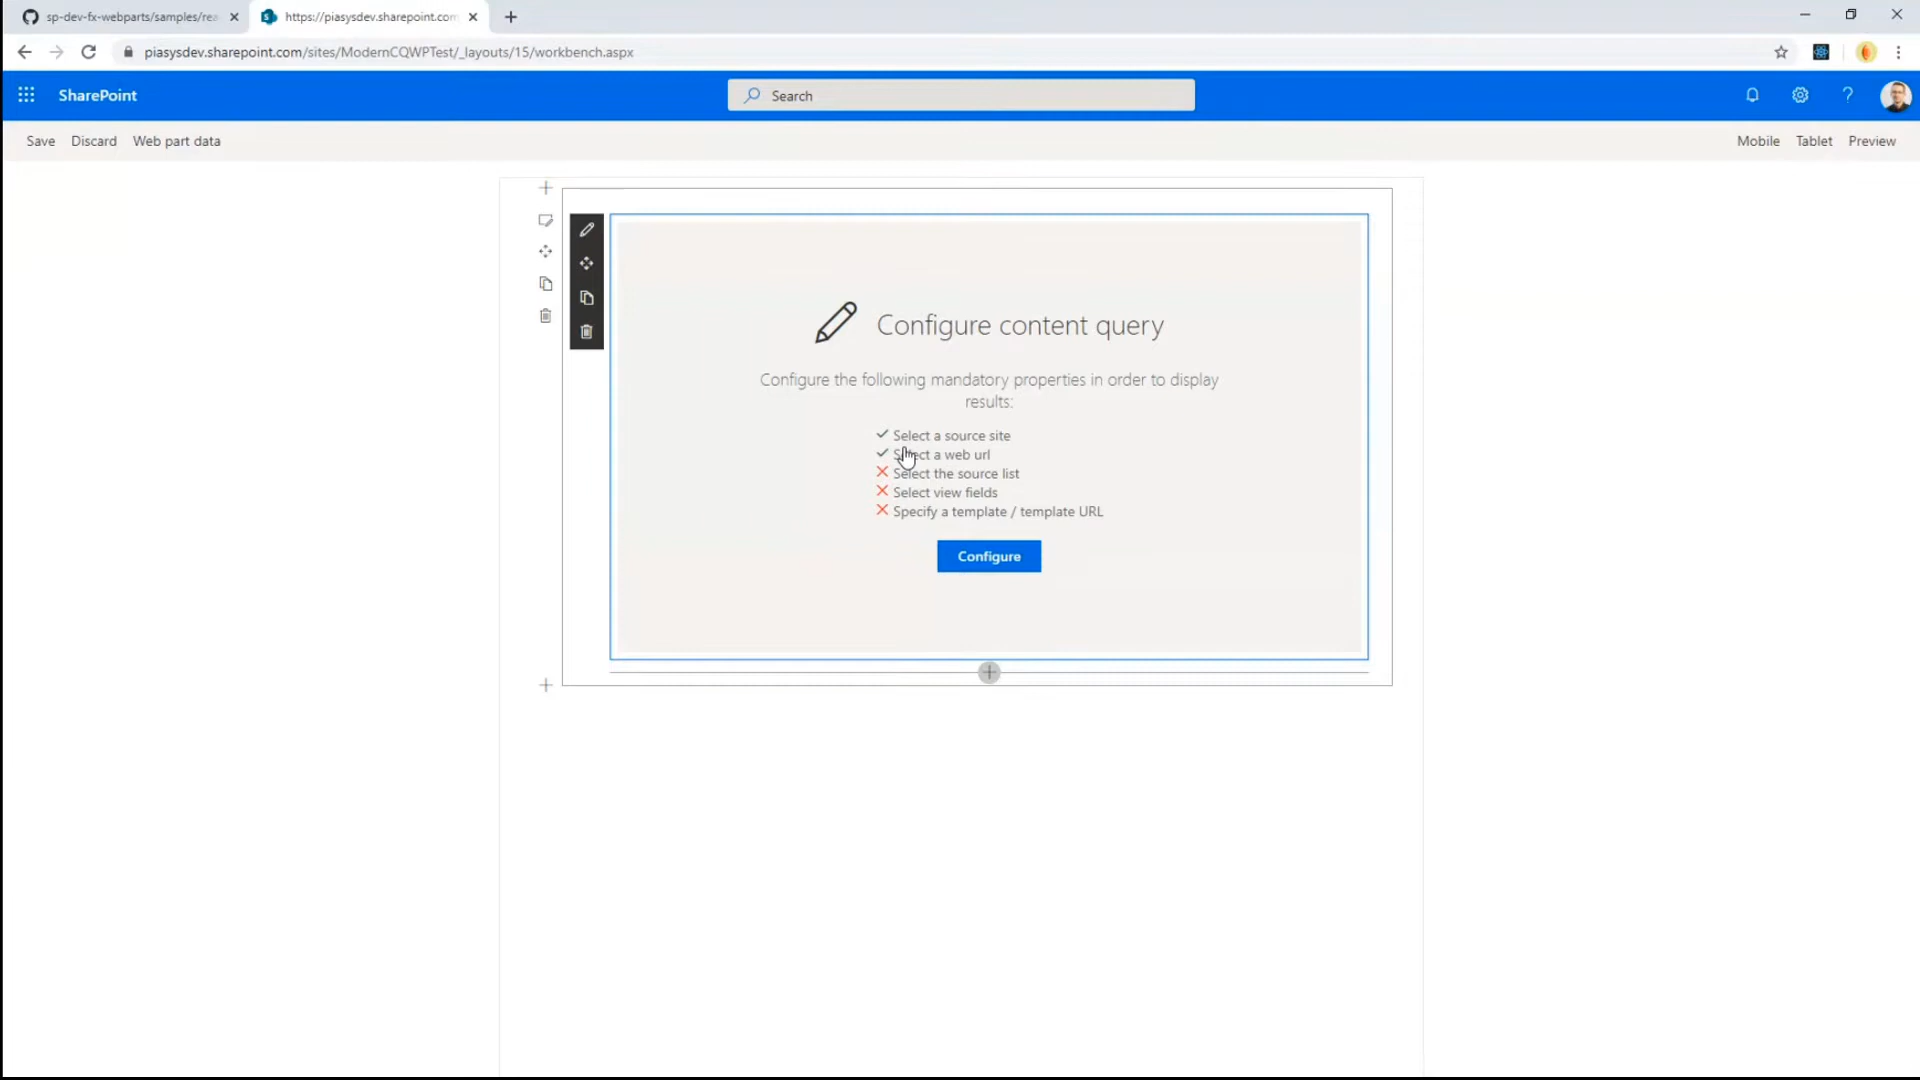 sp-dev-fx-webparts/samples/rea
https://piasysdev.sharepoint.com
piasysdev.sharepoint.com/sites/ModernCQWPTest/_layouts/15/workbench.aspx
SharePoint
Search
Save Discard Web part data
Mobile Tablet Preview
Configure content query
Configure the following mandatory properties in order to display
results:
Select a source site
Select a web url
Select the source list
Select view fields
Specify a template / template URL
Configure